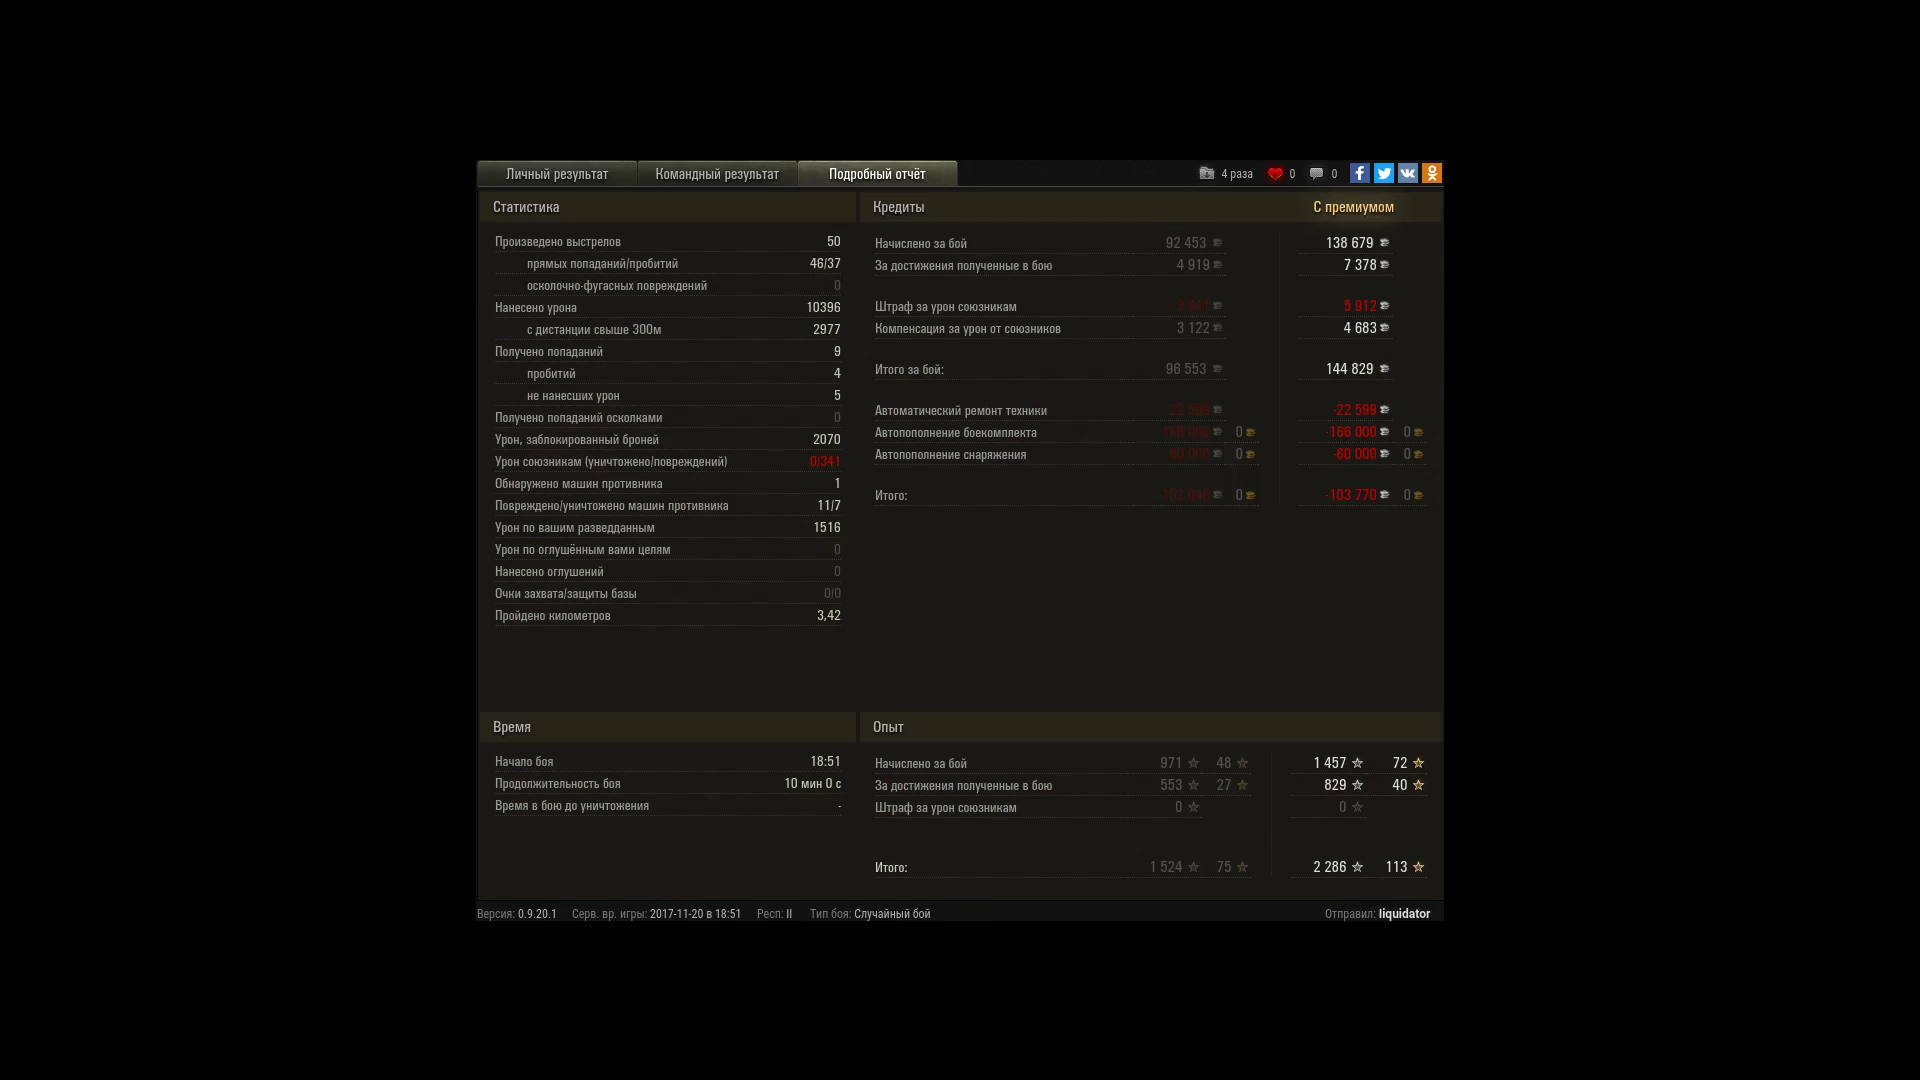 Личный результат Командный результат Подробный отчёт 4 раза 0 0
Статистика
Произведено выстрелов 50
прямых попаданий/пробитий 46/37
осколочно-фугасных повреждений 0
Нанесено урона 10396
с дистанции свыше 300м 2977
Получено попаданий 9
пробитий 4
не нанесших урон 5
Получено попаданий осколками 0
Урон, заблокированный броней 2070
Урон союзникам (уничтожено/повреждений) 0/341
Обнаружено машин противника 1
Повреждено/уничтожено машин противника 11/7
Урон по вашим разведданным 1516
Урон по оглушённым вами целям 0
Нанесено оглушений 0
Очки захвата/защиты базы 0/0
Пройдено километров 3,42
Кредиты С премиумом
Начислено за бой 92 453 138 679
За достижения полученные в бою 4 919 7 378
Штраф за урон союзникам 5 912
Компенсация за урон от союзников 3 122 4 683
Итого за бой: 96 553 144 829
Автоматический ремонт техники -22 599
Автопополнение боекомплекта 0 -166 000 0
Автопополнение снаряжения 0 -60 000 0
Итого: 0 -103 770 0
Время
Начало боя 18:51
Продолжительность боя 10 мин 0 с
Время в бою до уничтожения -
Опыт
Начислено за бой 971 48 1 457 72
За достижения полученные в бою 553 27 829 40
Штраф за урон союзникам 0 0
Итого: 1 524 75 2 286 113
Версия: 0.9.20.1 Серв. вр. игры: 2017-11-20 в 18:51 Респ: II Тип боя: Случайный бой Отправил: liquidator